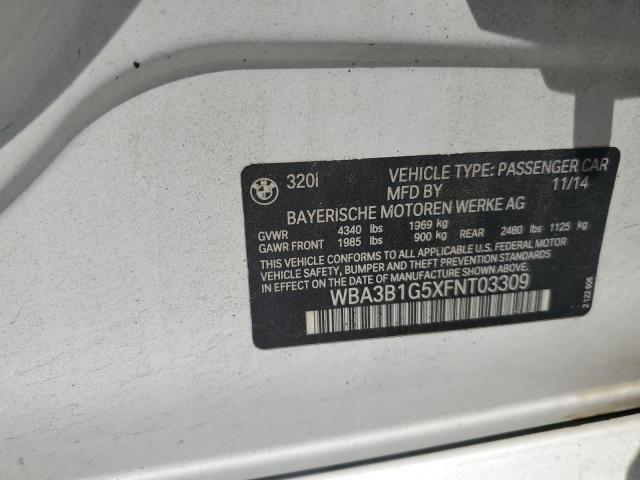 320i VEHICLE TYPE: PASSENGER CAR
MFD BY 11/14
BAYERISCHE MOTOREN WERKE AG
GVWR 4340 lbs 1969 kg
GAWR FRONT 1985 lbs 900 kg REAR 2480 lbs 1125 kg
THIS VEHICLE CONFORMS TO ALL APPLICABLE U.S. FEDERAL MOTOR
VEHICLE SAFETY, BUMPER AND THEFT PREVENTION STANDARDS
IN EFFECT ON THE DATE OF MANUFACTURE SHOWN ABOVE.
WBA3B1G5XFNT03309
2 122 606